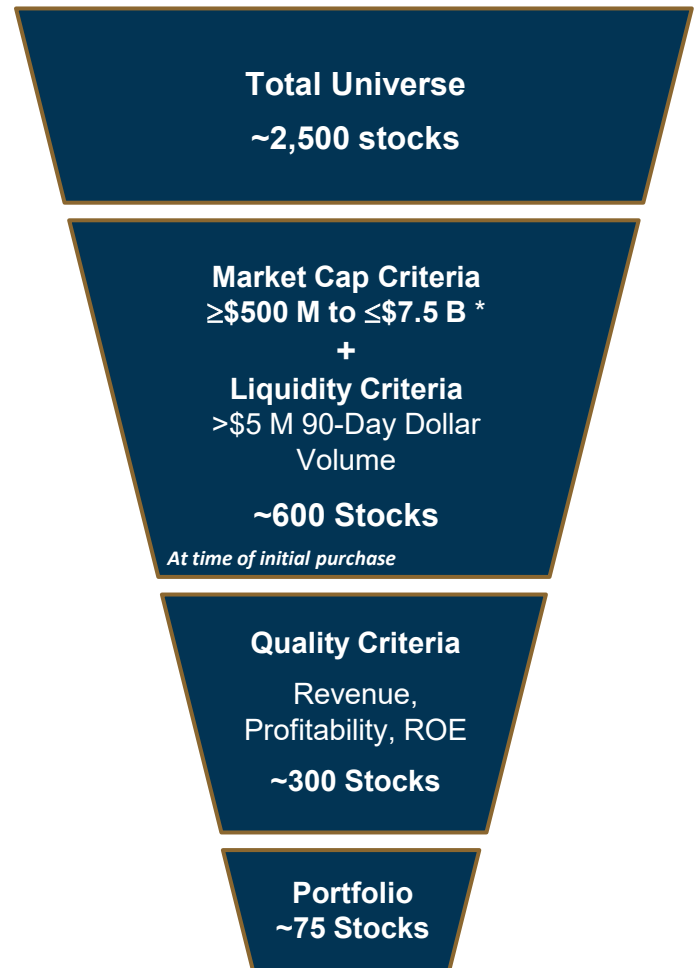 Total Universe
~2,500 stocks
Market Cap Criteria
≥$500 M to ≤$7.5 B *
+
Liquidity Criteria
>$5 M 90-Day Dollar
Volume
~600 Stocks
At time of initial purchase
Quality Criteria
Revenue,
Profitability, ROE
~300 Stocks
Portfolio
~75 Stocks